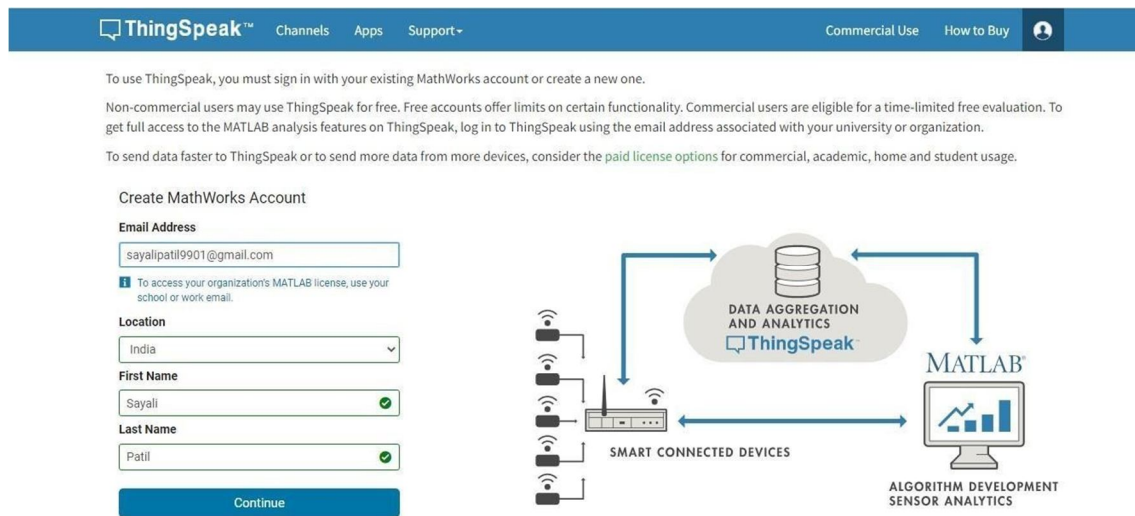 ThingSpeak™ Channels Apps Support Commercial Use How to Buy
To use ThingSpeak, you must sign in with your existing MathWorks account or create a new one.
Non-commercial users may use ThingSpeak for free. Free accounts offer limits on certain functionality. Commercial users are eligible for a time-limited free evaluation. To
get full access to the MATLAB analysis features on ThingSpeak, log in to ThingSpeak using the email address associated with your university or organization.
To send data faster to ThingSpeak or to send more data from more devices, consider the paid license options for commercial, academic, home and student usage.
Create MathWorks Account
Email Address
sayalipatil9901@gmail.com
To access your organization's MATLAB license, use your
school or work email.
Location
India
First Name
Sayali
Last Name
Patil
Continue
DATA AGGREGATION
AND ANALYTICS
ThingSpeak
MATLAB®
SMART CONNECTED DEVICES
ALGORITHM DEVELOPMENT
SENSOR ANALYTICS